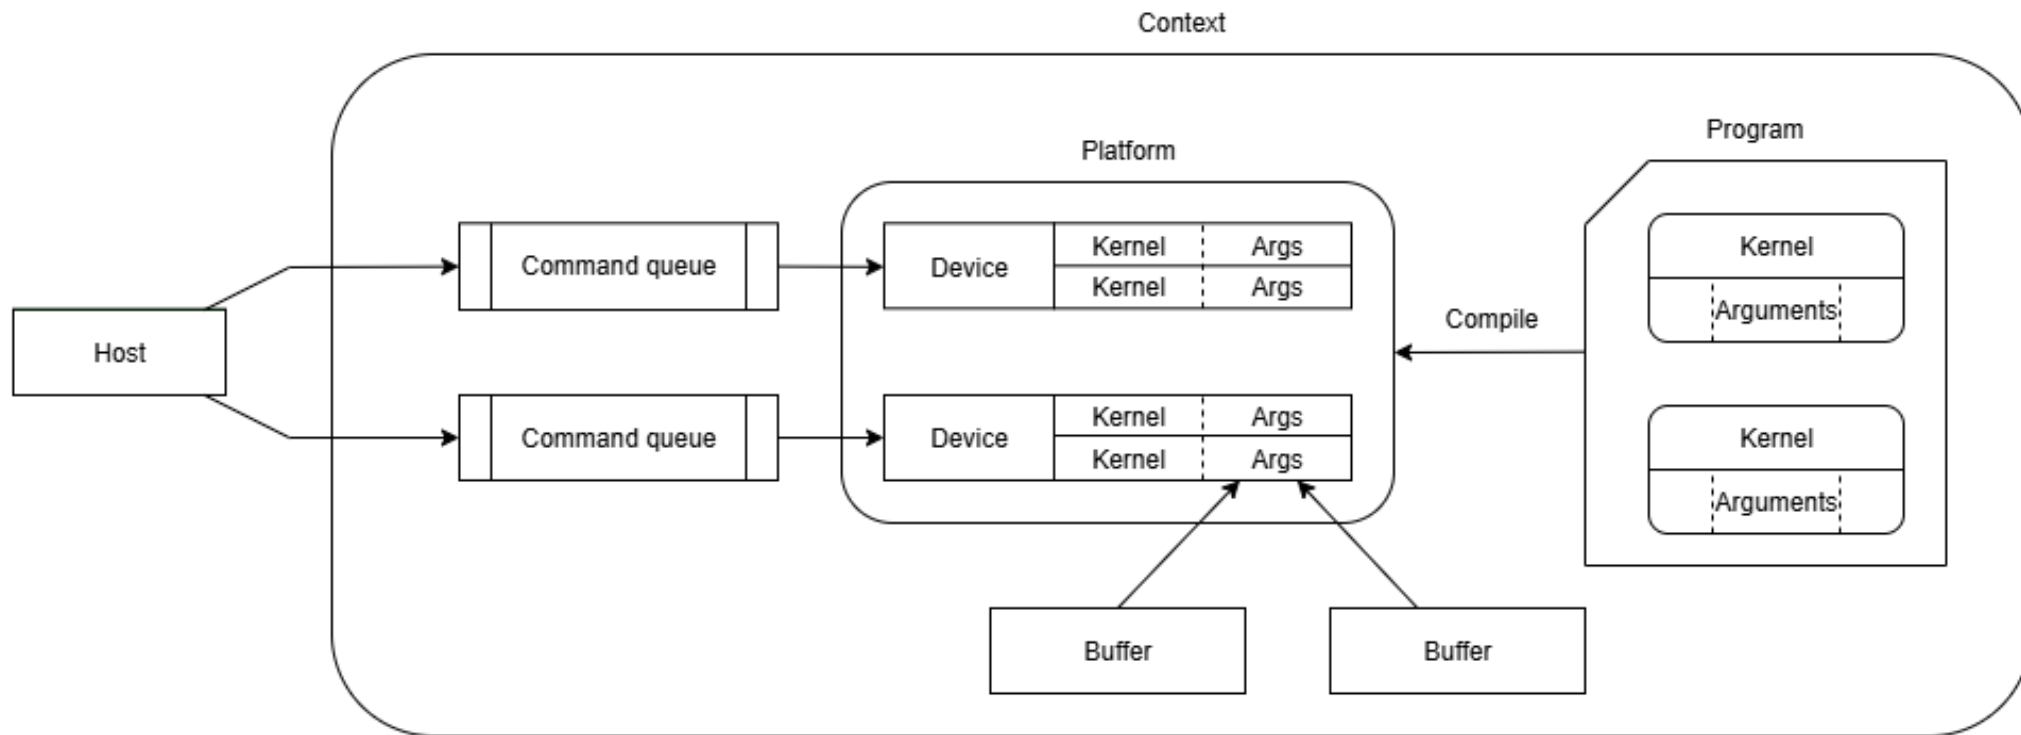 Context
Program
Platform
Command queue
Device
Kernel
Args
Kernel
Args
Kernel
Arguments
Compile
Host
Command queue
Device
Kernel
Args
Kernel
Args
Kernel
Arguments
Buffer
Buffer